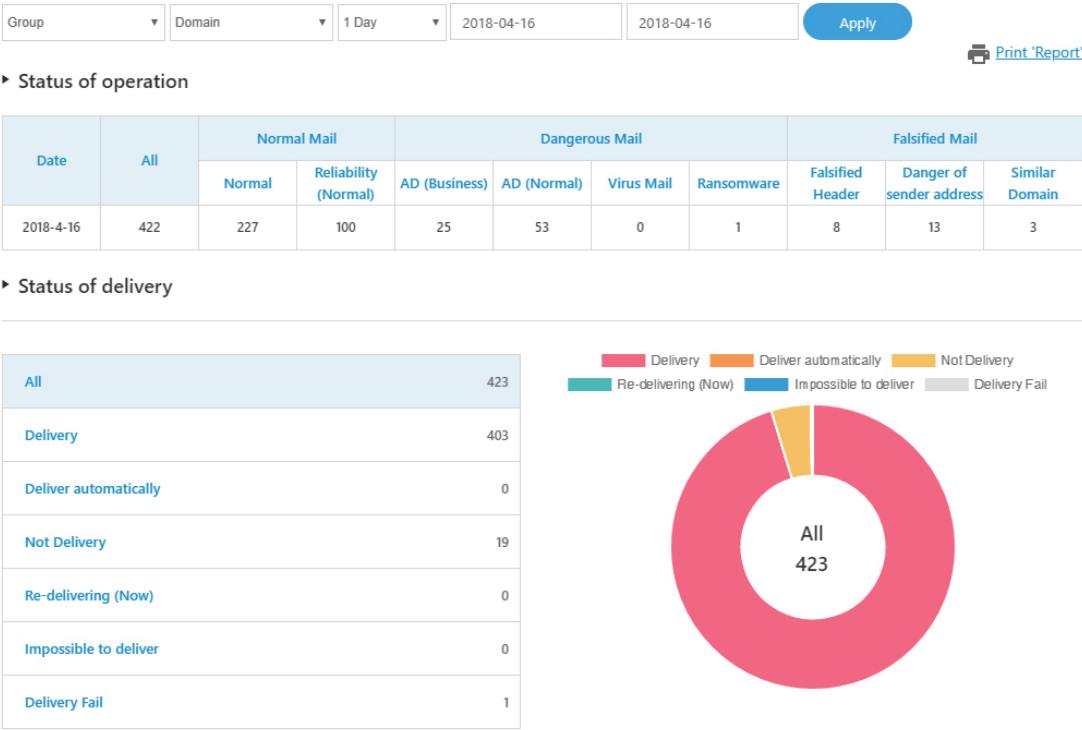 Group Domain 1 Day 2018-04-16 2018-04-16 Apply
Print 'Report'
Status of operation
Date All Normal Mail Dangerous Mail Falsified Mail
Normal Reliability (Normal) AD (Business) AD (Normal) Virus Mail Ransomware Falsified Header Danger of sender address Similar Domain
2018-4-16 422 227 100 25 53 0 1 8 13 3
Status of delivery
All 423
Delivery 403
Deliver automatically 0
Not Delivery 19
Re-delivering (Now) 0
Impossible to deliver 0
Delivery Fail 1
Delivery Deliver automatically Not Delivery
Re-delivering (Now) Impossible to deliver Delivery Fail
All
423